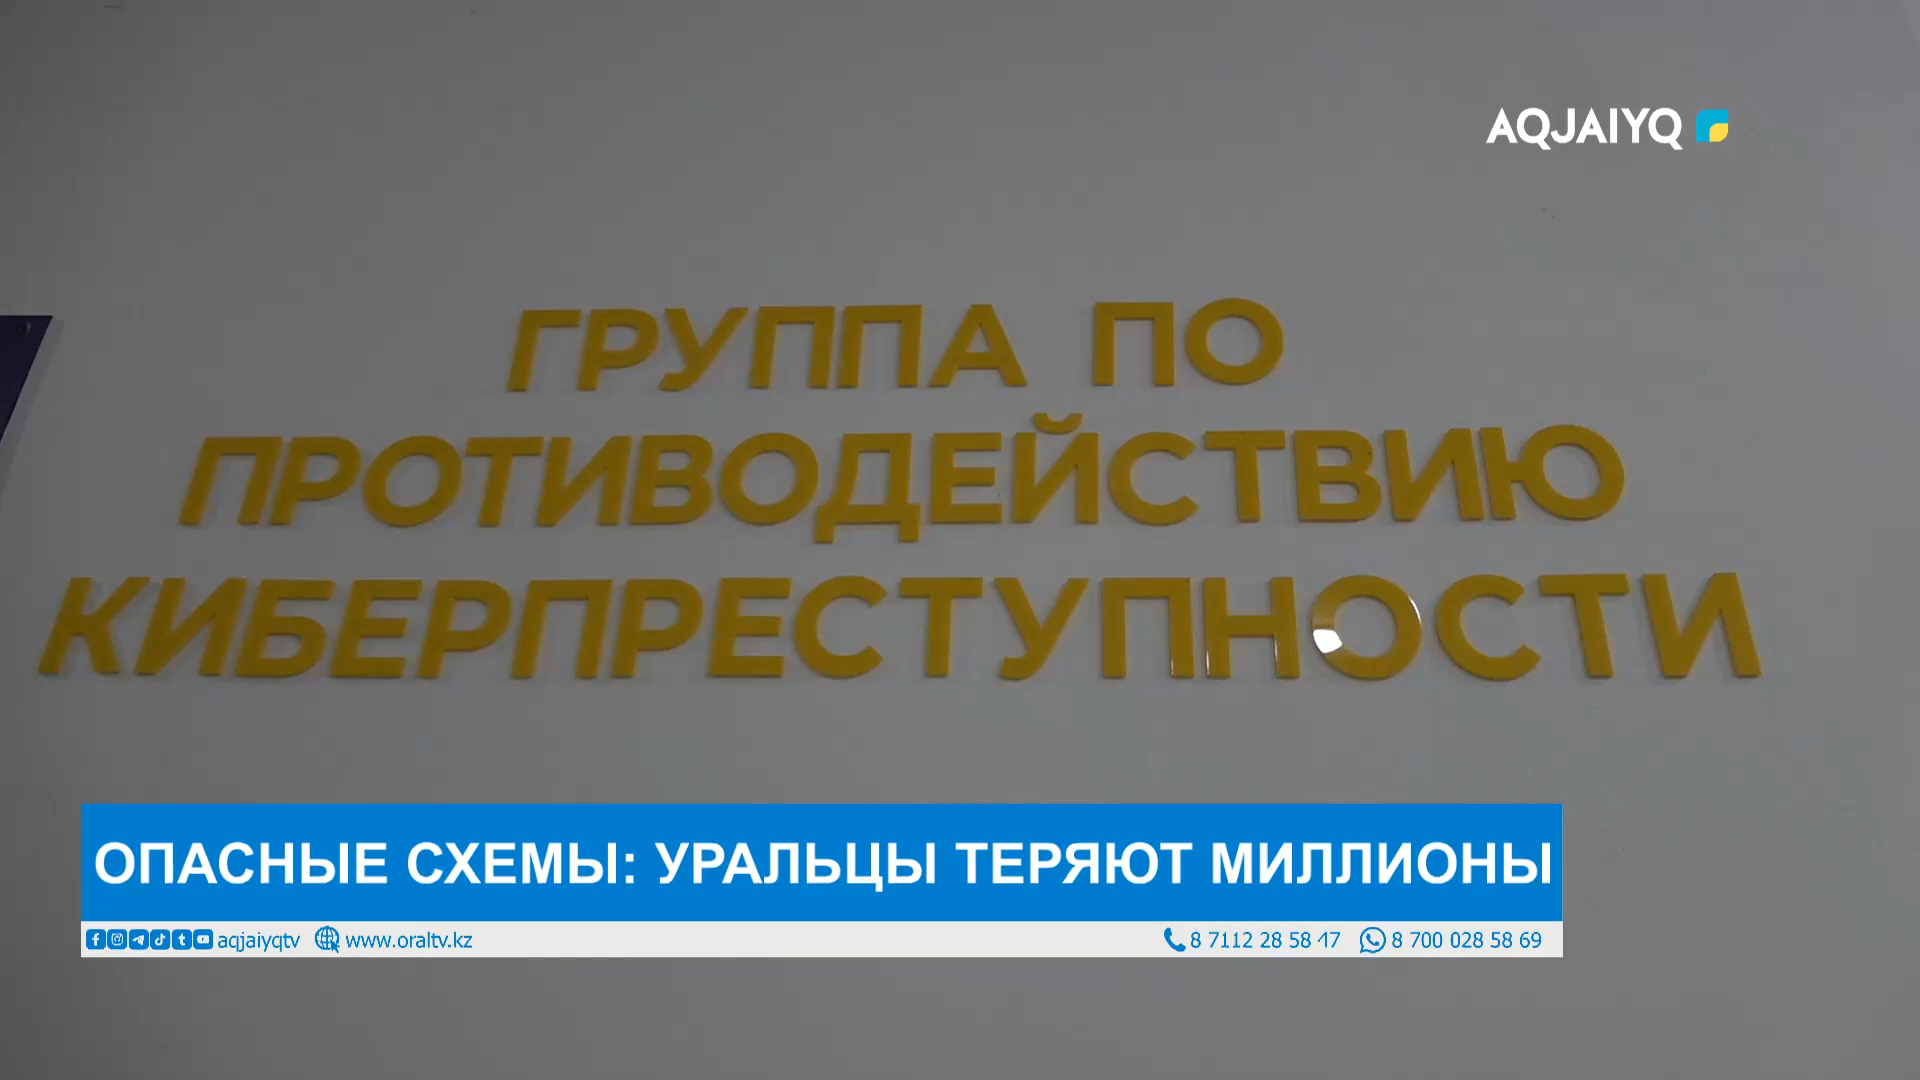 AQJAIYQ
ГРУППА ПО
ПРОТИВОДЕЙСТВИЮ
КИБЕРПРЕСТУПНОСТИ
ОПАСНЫЕ СХЕМЫ: УРАЛЬЦЫ ТЕРЯЮТ МИЛЛИОНЫ
aqjaiyqtv www.oraltv.kz 8 7112 28 58 17 8 700 028 58 69